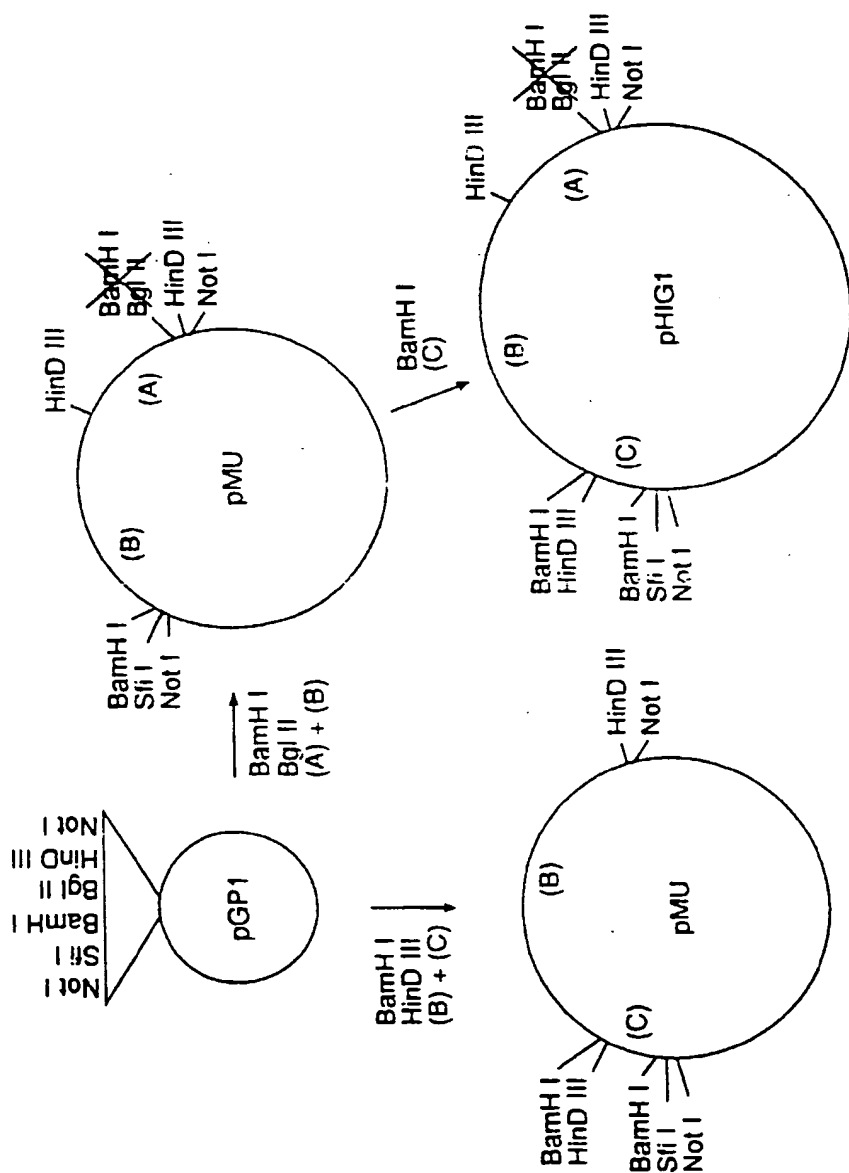 Not I
Sfi I
BamH I
Bgl II
HinD III
Not I
pGP1
BamH I
Bgl II
(A) + (B)
BamH I
HinD III
(B) + (C)
HinD III
BamH I
Bgl II
HinD III
Not I
(A)
(B)
pMU
BamH I
Sfi I
Not I
BamH I
(C)
HinD III
Not I
(B)
pMU
(C)
BamH I
HinD III
BamH I
Sfi I
Not I
HinD III
BamH I
Bgl II
HinD III
Not I
(A)
(B)
pHIG1
(C)
BamH I
HinD III
BamH I
Sfi I
Not I